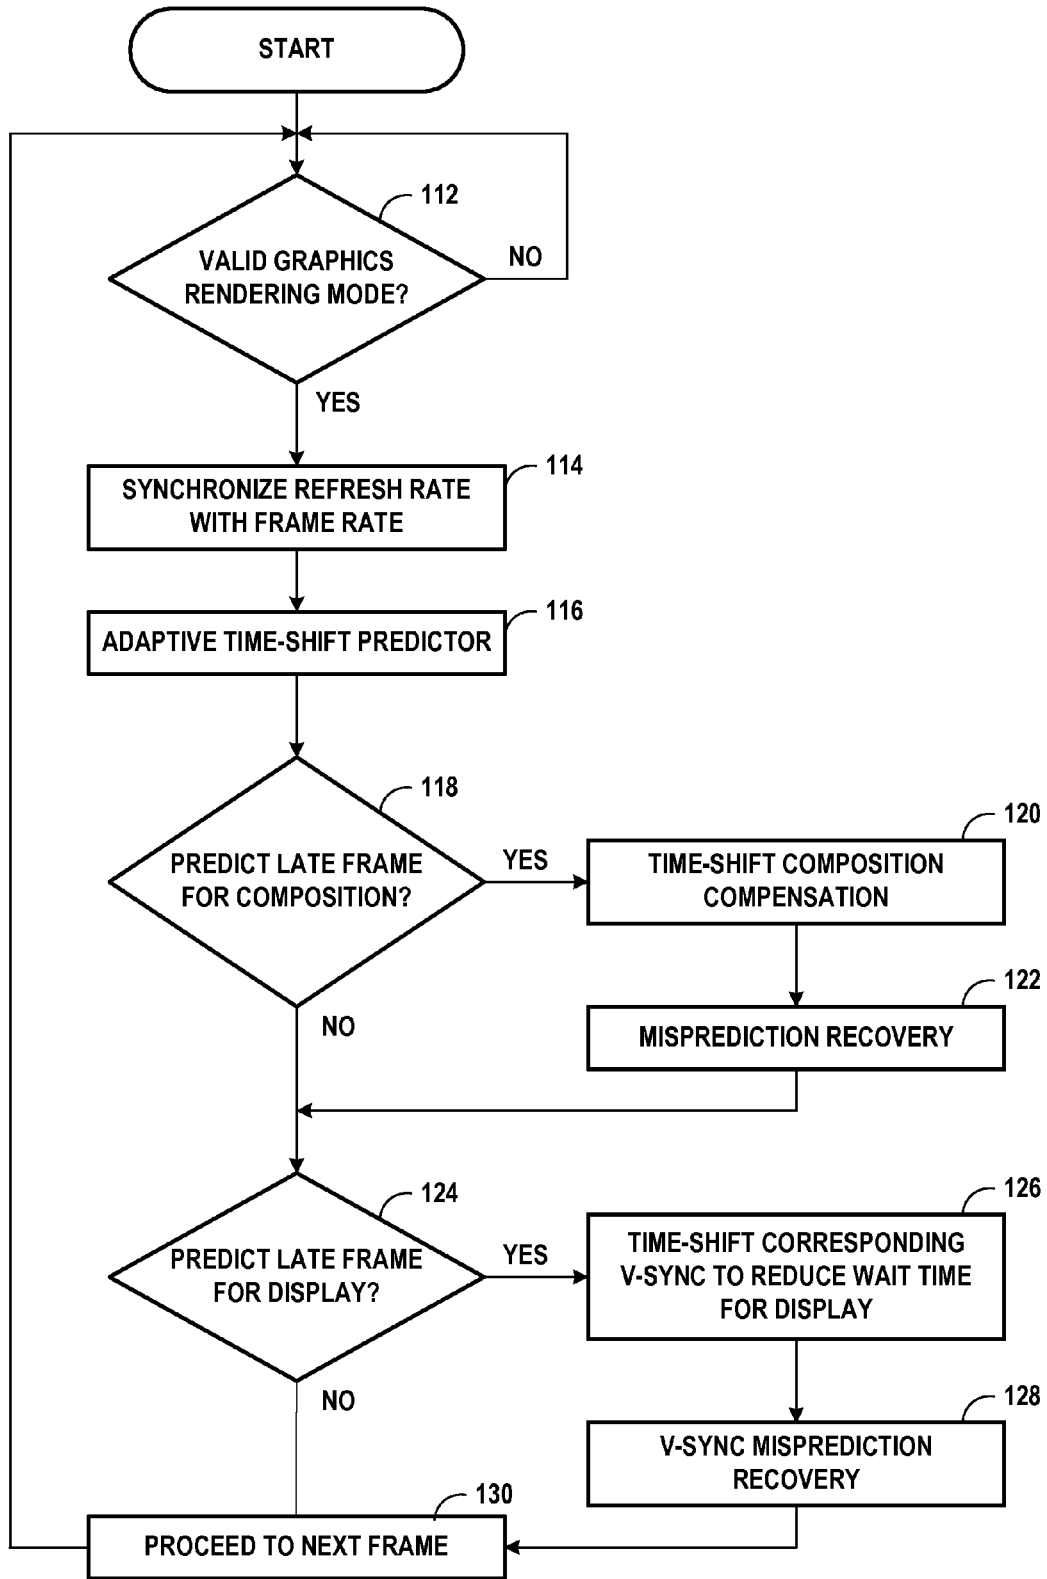 START
112
VALID GRAPHICS
RENDERING MODE?
NO
YES
114
SYNCHRONIZE REFRESH RATE
WITH FRAME RATE
116
ADAPTIVE TIME-SHIFT PREDICTOR
118
PREDICT LATE FRAME
FOR COMPOSITION?
YES
NO
120
TIME-SHIFT COMPOSITION
COMPENSATION
122
MISPREDICTION RECOVERY
124
PREDICT LATE FRAME
FOR DISPLAY?
YES
NO
126
TIME-SHIFT CORRESPONDING
V-SYNC TO REDUCE WAIT TIME
FOR DISPLAY
128
V-SYNC MISPREDICTION
RECOVERY
130
PROCEED TO NEXT FRAME